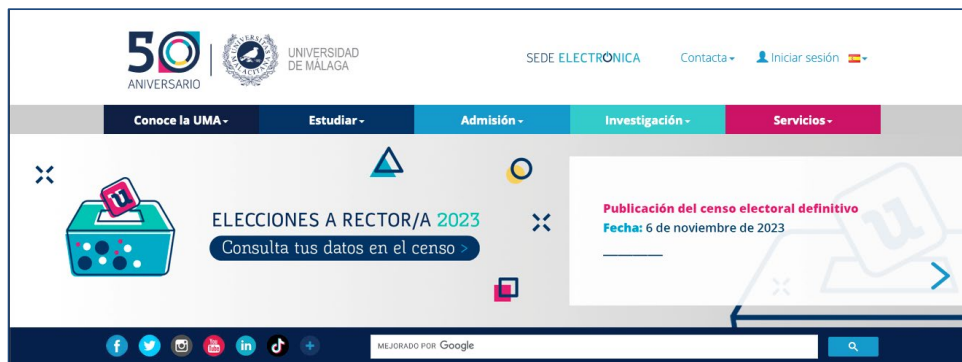 50
ANIVERSARIO
UNIVERSIDAD
DE MÁLAGA
SEDE ELECTRÓNICA
Contacta
Iniciar sesión
Conoce la UMA
Estudiar
Admisión
Investigación
Servicios
u
ELECCIONES A RECTOR/A 2023
Consulta tus datos en el censo >
Publicación del censo electoral definitivo
Fecha: 6 de noviembre de 2023
MEJORADO POR Google